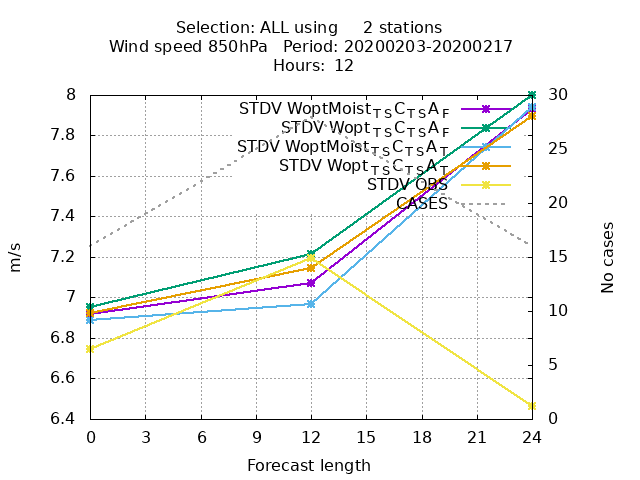 Selection: ALL using 2 stations
Wind speed 850hPa Period: 20200203-20200217
Hours: 12
8 30
STDV WoptMoist_TS C_TS A_F
7.8
STDV Wopt_TS C_TS A_F
STDV WoptMoist_TS C_TS A_T 25
7.6 STDV Wopt_TS C_TS A_T
STDV OBS
7.4 CASES 20
7.2 15
7 10
6.8
6.6 5
6.4 0
m/s
No cases
0 3 6 9 12 15 18 21 24
Forecast length